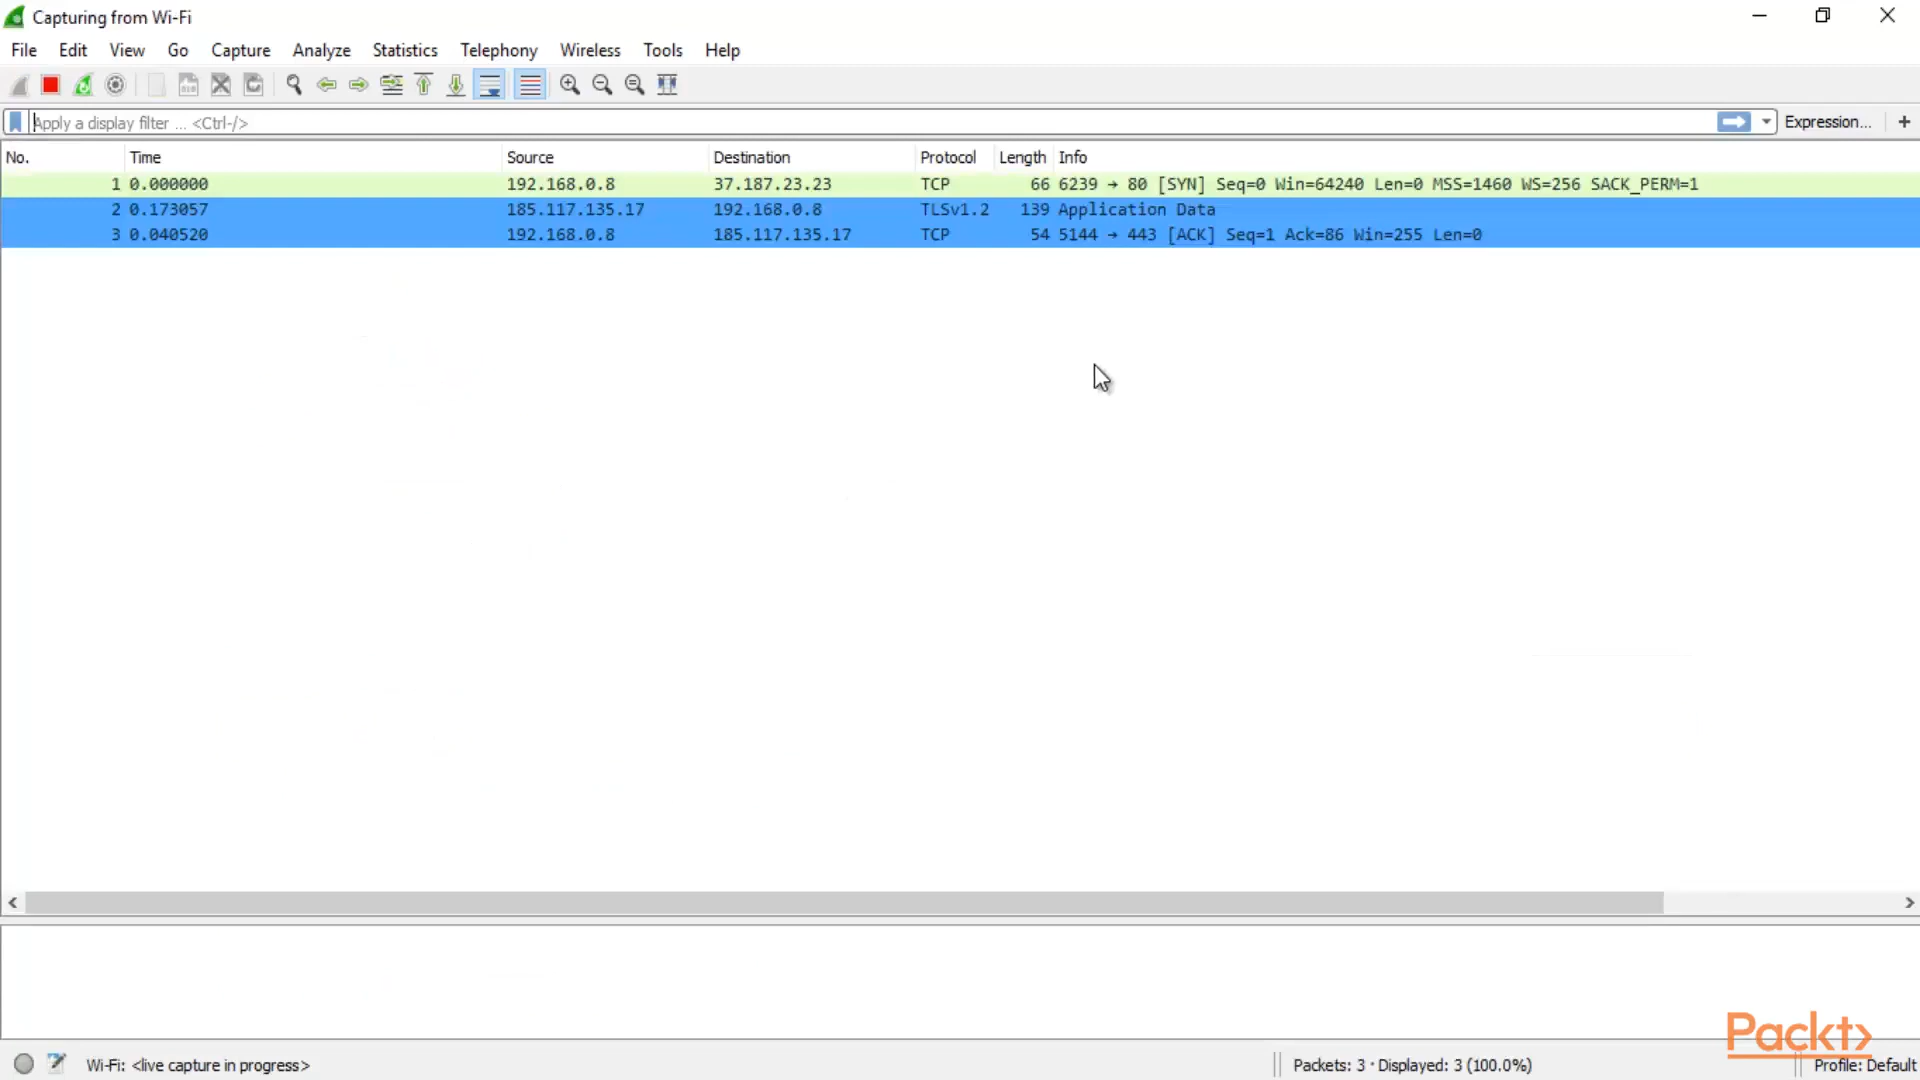 Capturing from Wi-Fi
File Edit View Go Capture Analyze Statistics Telephony Wireless Tools Help
Apply a display filter ... <Ctrl-/> Expression... +
No. Time Source Destination Protocol Length Info
1 0.000000 192.168.0.8 37.187.23.23 TCP 66 6239 → 80 [SYN] Seq=0 Win=64240 Len=0 MSS=1460 WS=256 SACK_PERM=1
2 0.173057 185.117.135.17 192.168.0.8 TLSv1.2 139 Application Data
3 0.040520 192.168.0.8 185.117.135.17 TCP 54 5144 → 443 [ACK] Seq=1 Ack=86 Win=255 Len=0
Packt>
Wi-Fi: <live capture in progress> Packets: 3 · Displayed: 3 (100.0%) Profile: Default